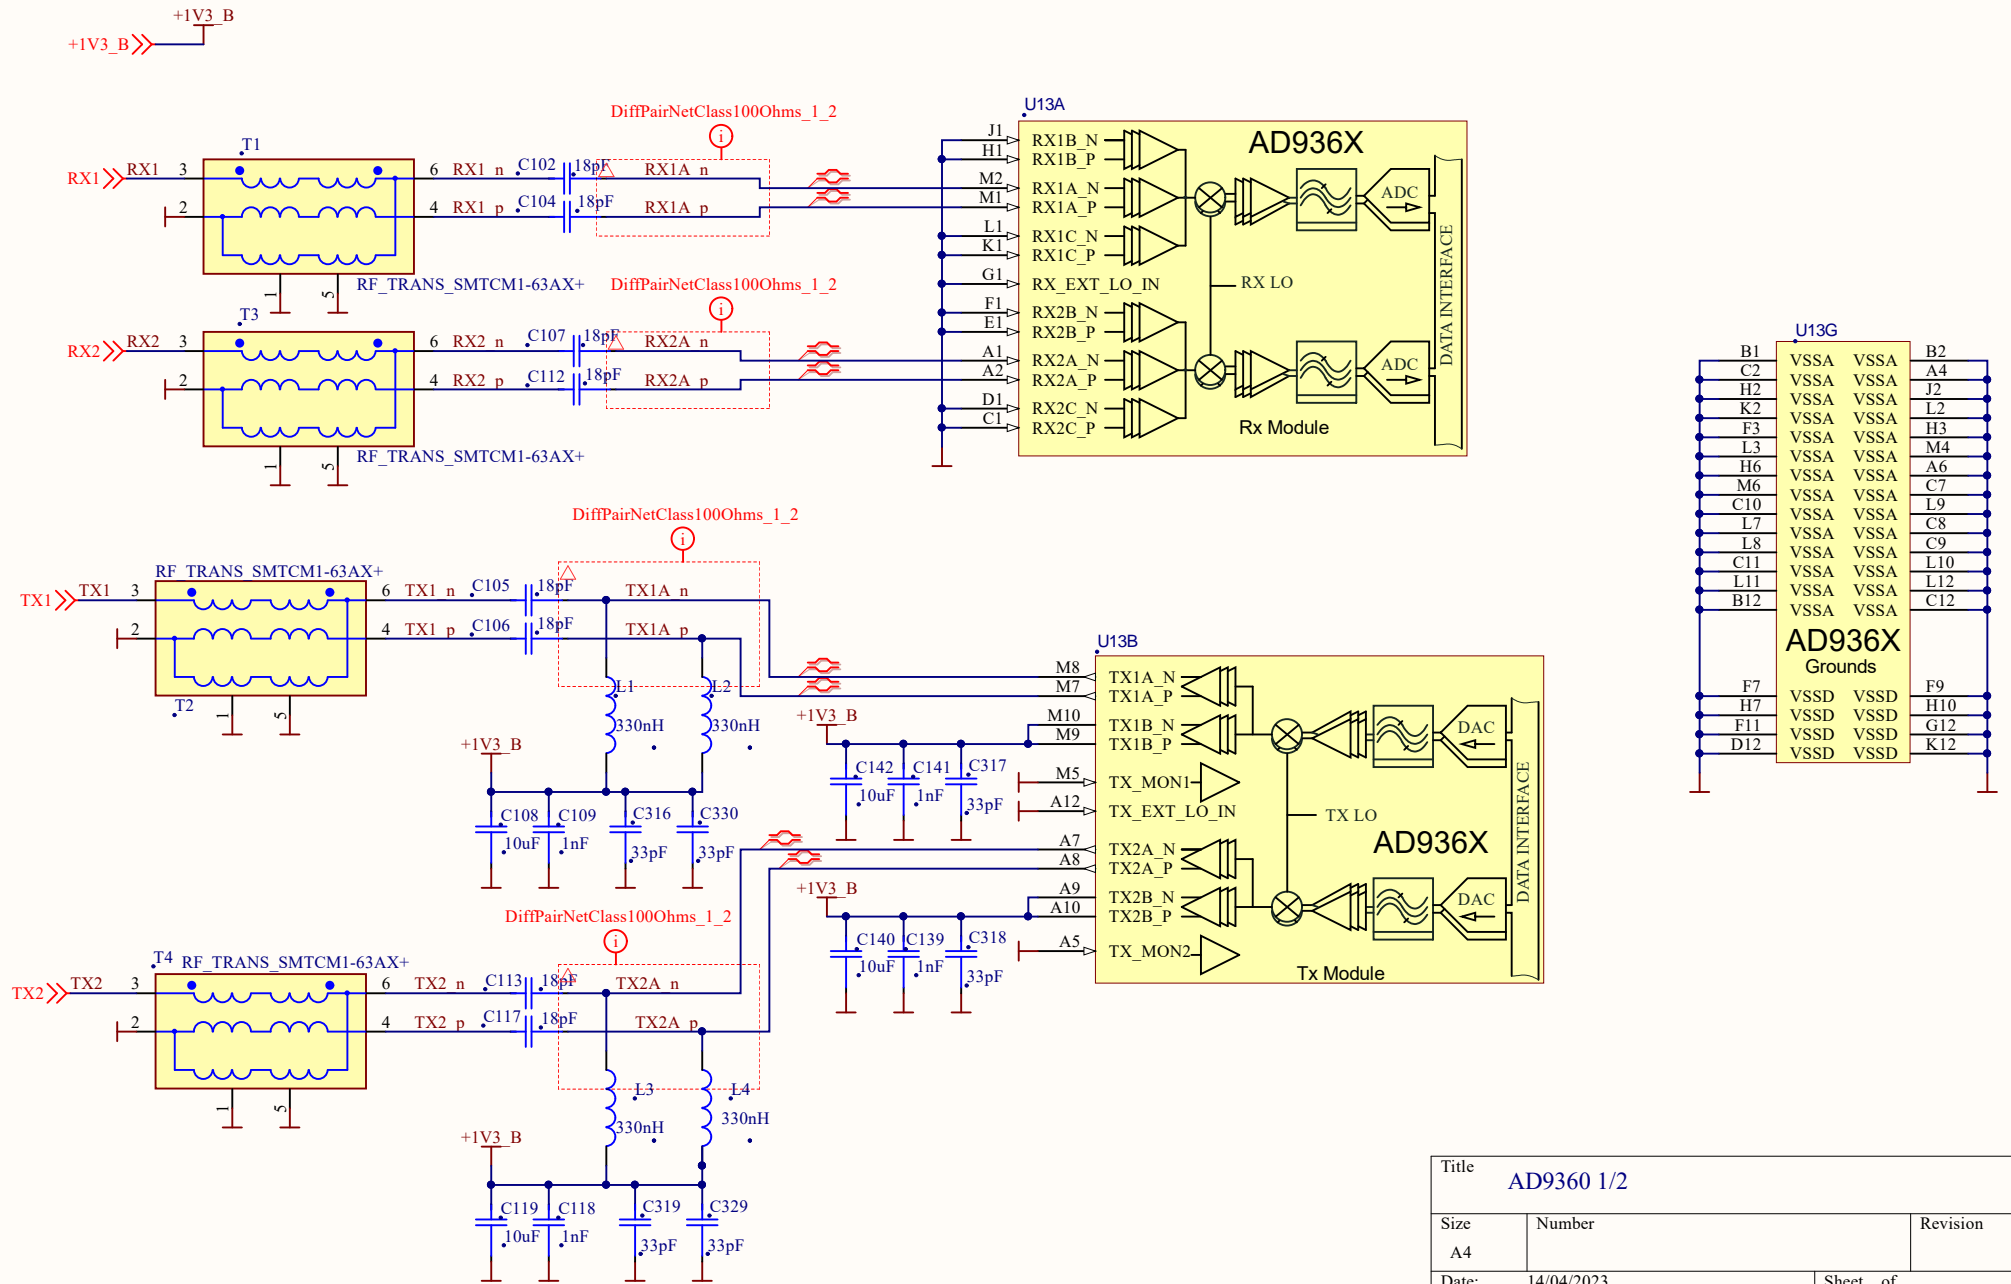 +1V3_B
+1V3_B
DiffPairNetClass100Ohms_1_2
i
T1
RX1 RX1 3 6 RX1_n C102 18pF RX1A_n
2 4 RX1_p C104 18pF RX1A_p
1 5
RF_TRANS_SMTCM1-63AX+
DiffPairNetClass100Ohms_1_2
i
T3
RX2 RX2 3 6 RX2_n C107 18pF RX2A_n
2 4 RX2_p C112 18pF RX2A_p
1 5
RF_TRANS_SMTCM1-63AX+
U13A
AD936X
J1 RX1B_N
H1 RX1B_P
M2 RX1A_N
M1 RX1A_P
L1 RX1C_N
K1 RX1C_P
G1 RX_EXT_LO_IN
F1 RX2B_N
E1 RX2B_P
A1 RX2A_N
A2 RX2A_P
D1 RX2C_N
C1 RX2C_P
ADC
RX LO
ADC
DATA INTERFACE
Rx Module
U13G
B1 VSSA VSSA B2
C2 VSSA VSSA A4
H2 VSSA VSSA J2
K2 VSSA VSSA L2
F3 VSSA VSSA H3
L3 VSSA VSSA M4
H6 VSSA VSSA A6
M6 VSSA VSSA C7
C10 VSSA VSSA L9
L7 VSSA VSSA C8
L8 VSSA VSSA C9
C11 VSSA VSSA L10
L11 VSSA VSSA L12
B12 VSSA VSSA C12
AD936X
Grounds
F7 VSSD VSSD F9
H7 VSSD VSSD H10
F11 VSSD VSSD G12
D12 VSSD VSSD K12
DiffPairNetClass100Ohms_1_2
i
RF_TRANS_SMTCM1-63AX+
TX1 TX1 3 6 TX1_n C105 18pF TX1A_n
2 4 TX1_p C106 18pF TX1A_p
T2
1 5
L1 L2
330nH 330nH
+1V3_B
C108 C109 C316 C330
10uF 1nF 33pF 33pF
+1V3_B
C142 C141 C317
10uF 1nF 33pF
U13B
M8 TX1A_N
M7 TX1A_P
M10 TX1B_N
M9 TX1B_P
M5 TX_MON1
A12 TX_EXT_LO_IN
A7 TX2A_N
A8 TX2A_P
A9 TX2B_N
A10 TX2B_P
A5 TX_MON2
DAC
TX LO
AD936X
DAC
DATA INTERFACE
Tx Module
+1V3_B
C140 C139 C318
10uF 1nF 33pF
DiffPairNetClass100Ohms_1_2
i
T4 RF_TRANS_SMTCM1-63AX+
TX2 TX2 3 6 TX2_n C113 18pF TX2A_n
2 4 TX2_p C117 18pF TX2A_p
1 5
L3 L4
330nH 330nH
+1V3_B
C119 C118 C319 C329
10uF 1nF 33pF 33pF
Title
AD9360 1/2
Size Number Revision
A4
Date: 14/04/2023 Sheet of